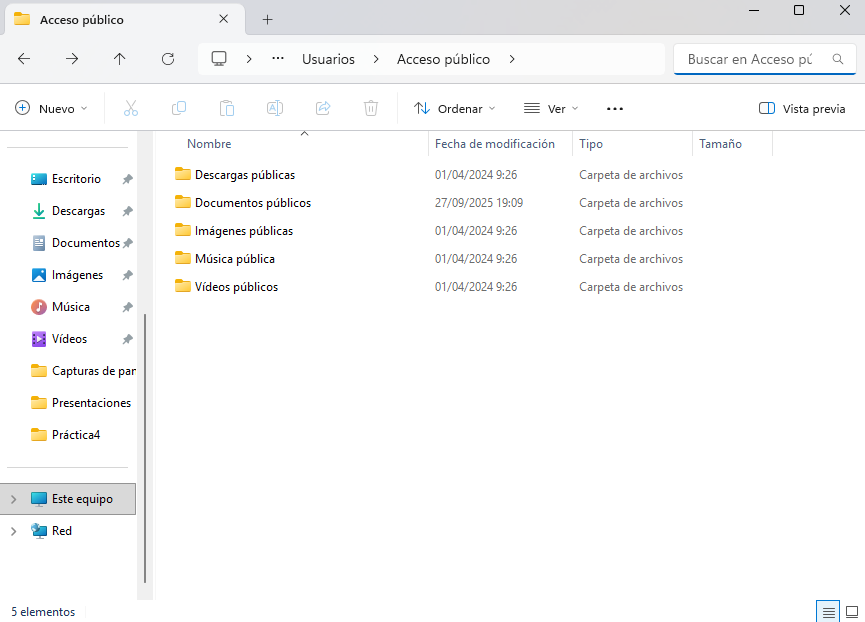 Acceso público
Usuarios Acceso público
Buscar en Acceso pú
Nuevo Ordenar Ver Vista previa
Nombre Fecha de modificación Tipo Tamaño
Descargas públicas 01/04/2024 9:26 Carpeta de archivos
Documentos públicos 27/09/2025 19:09 Carpeta de archivos
Imágenes públicas 01/04/2024 9:26 Carpeta de archivos
Música pública 01/04/2024 9:26 Carpeta de archivos
Vídeos públicos 01/04/2024 9:26 Carpeta de archivos
Escritorio
Descargas
Documentos
Imágenes
Música
Vídeos
Capturas de pan
Presentaciones
Práctica4
Este equipo
Red
5 elementos